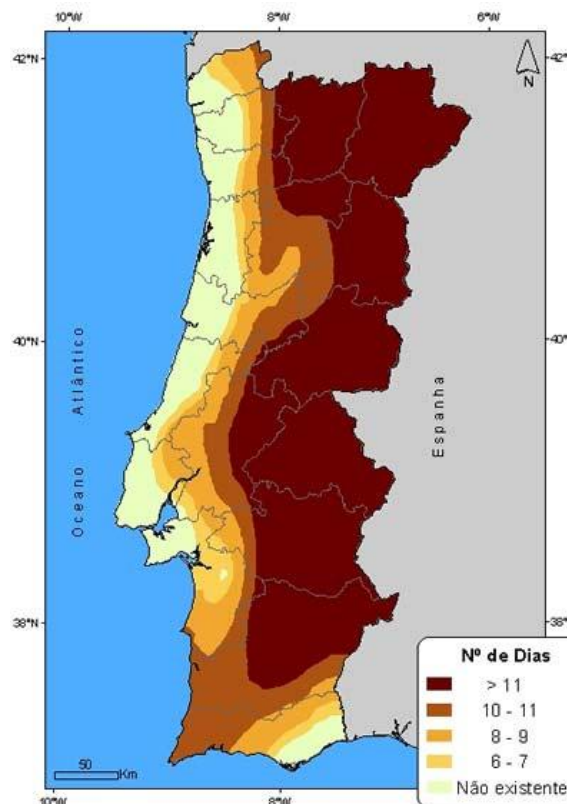 10°W
8°W
6°W
42°N
42°N
N
40°N
40°N
Oceano Atlântico
Espanha
38°N
38°
Nº de Dias
> 11
10 - 11
8 - 9
6 - 7
Não existente
50
Km
10°W
8°W